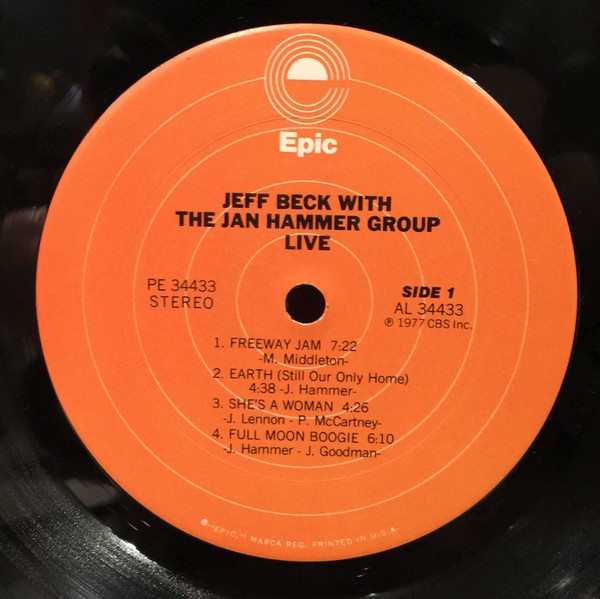 Epic
JEFF BECK WITH
THE JAN HAMMER GROUP
LIVE
PE 34433
STEREO
SIDE 1
AL 34433
℗ 1977 CBS Inc.
1. FREEWAY JAM 7:22
-M. Middleton-
2. EARTH (Still Our Only Home)
4:38 -J. Hammer-
3. SHE'S A WOMAN 4:26
-J. Lennon - P. McCartney-
4. FULL MOON BOOGIE 6:10
-J. Hammer - J. Goodman-
®"EPIC," MARCA REG. PRINTED IN U.S.A.